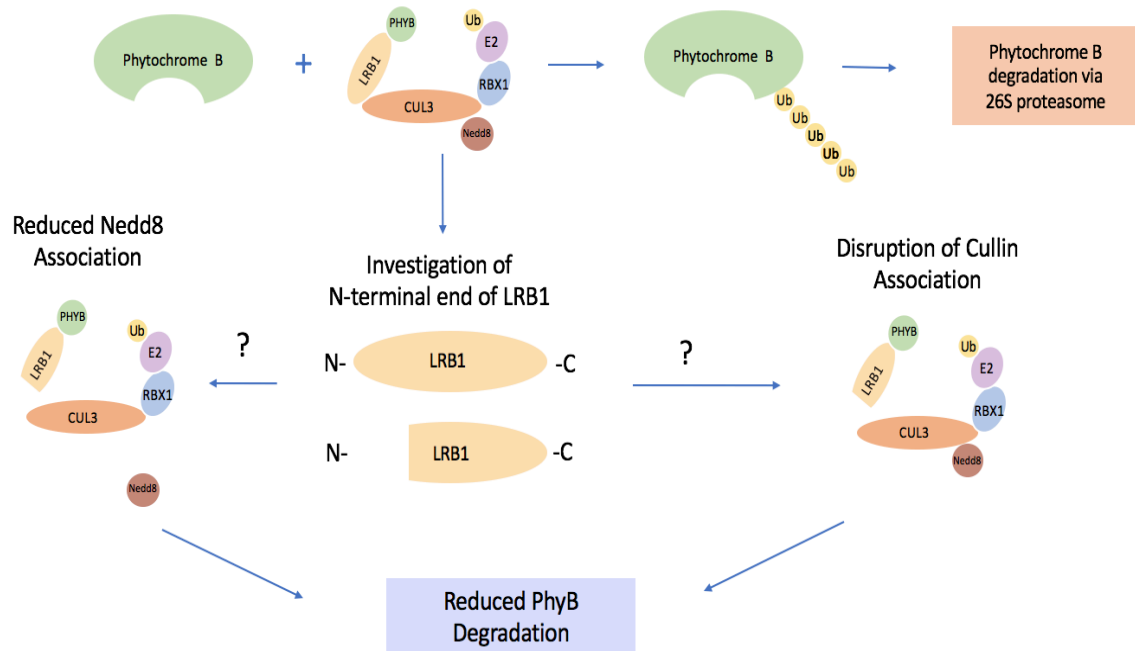 Phytochrome B
+
PHYB
LRB1
CUL3
Nedd8
RBX1
E2
Ub
Phytochrome B
Ub
Ub
Ub
Ub
Ub
Phytochrome B
degradation via
26S proteasome
Reduced Nedd8
Association
PHYB
LRB1
CUL3
Ub
E2
RBX1
Nedd8
?
Investigation of
N-terminal end of LRB1
N-
LRB1
-C
N-
LRB1
-C
?
Disruption of Cullin
Association
PHYB
LRB1
CUL3
Ub
E2
RBX1
Nedd8
Reduced PhyB
Degradation